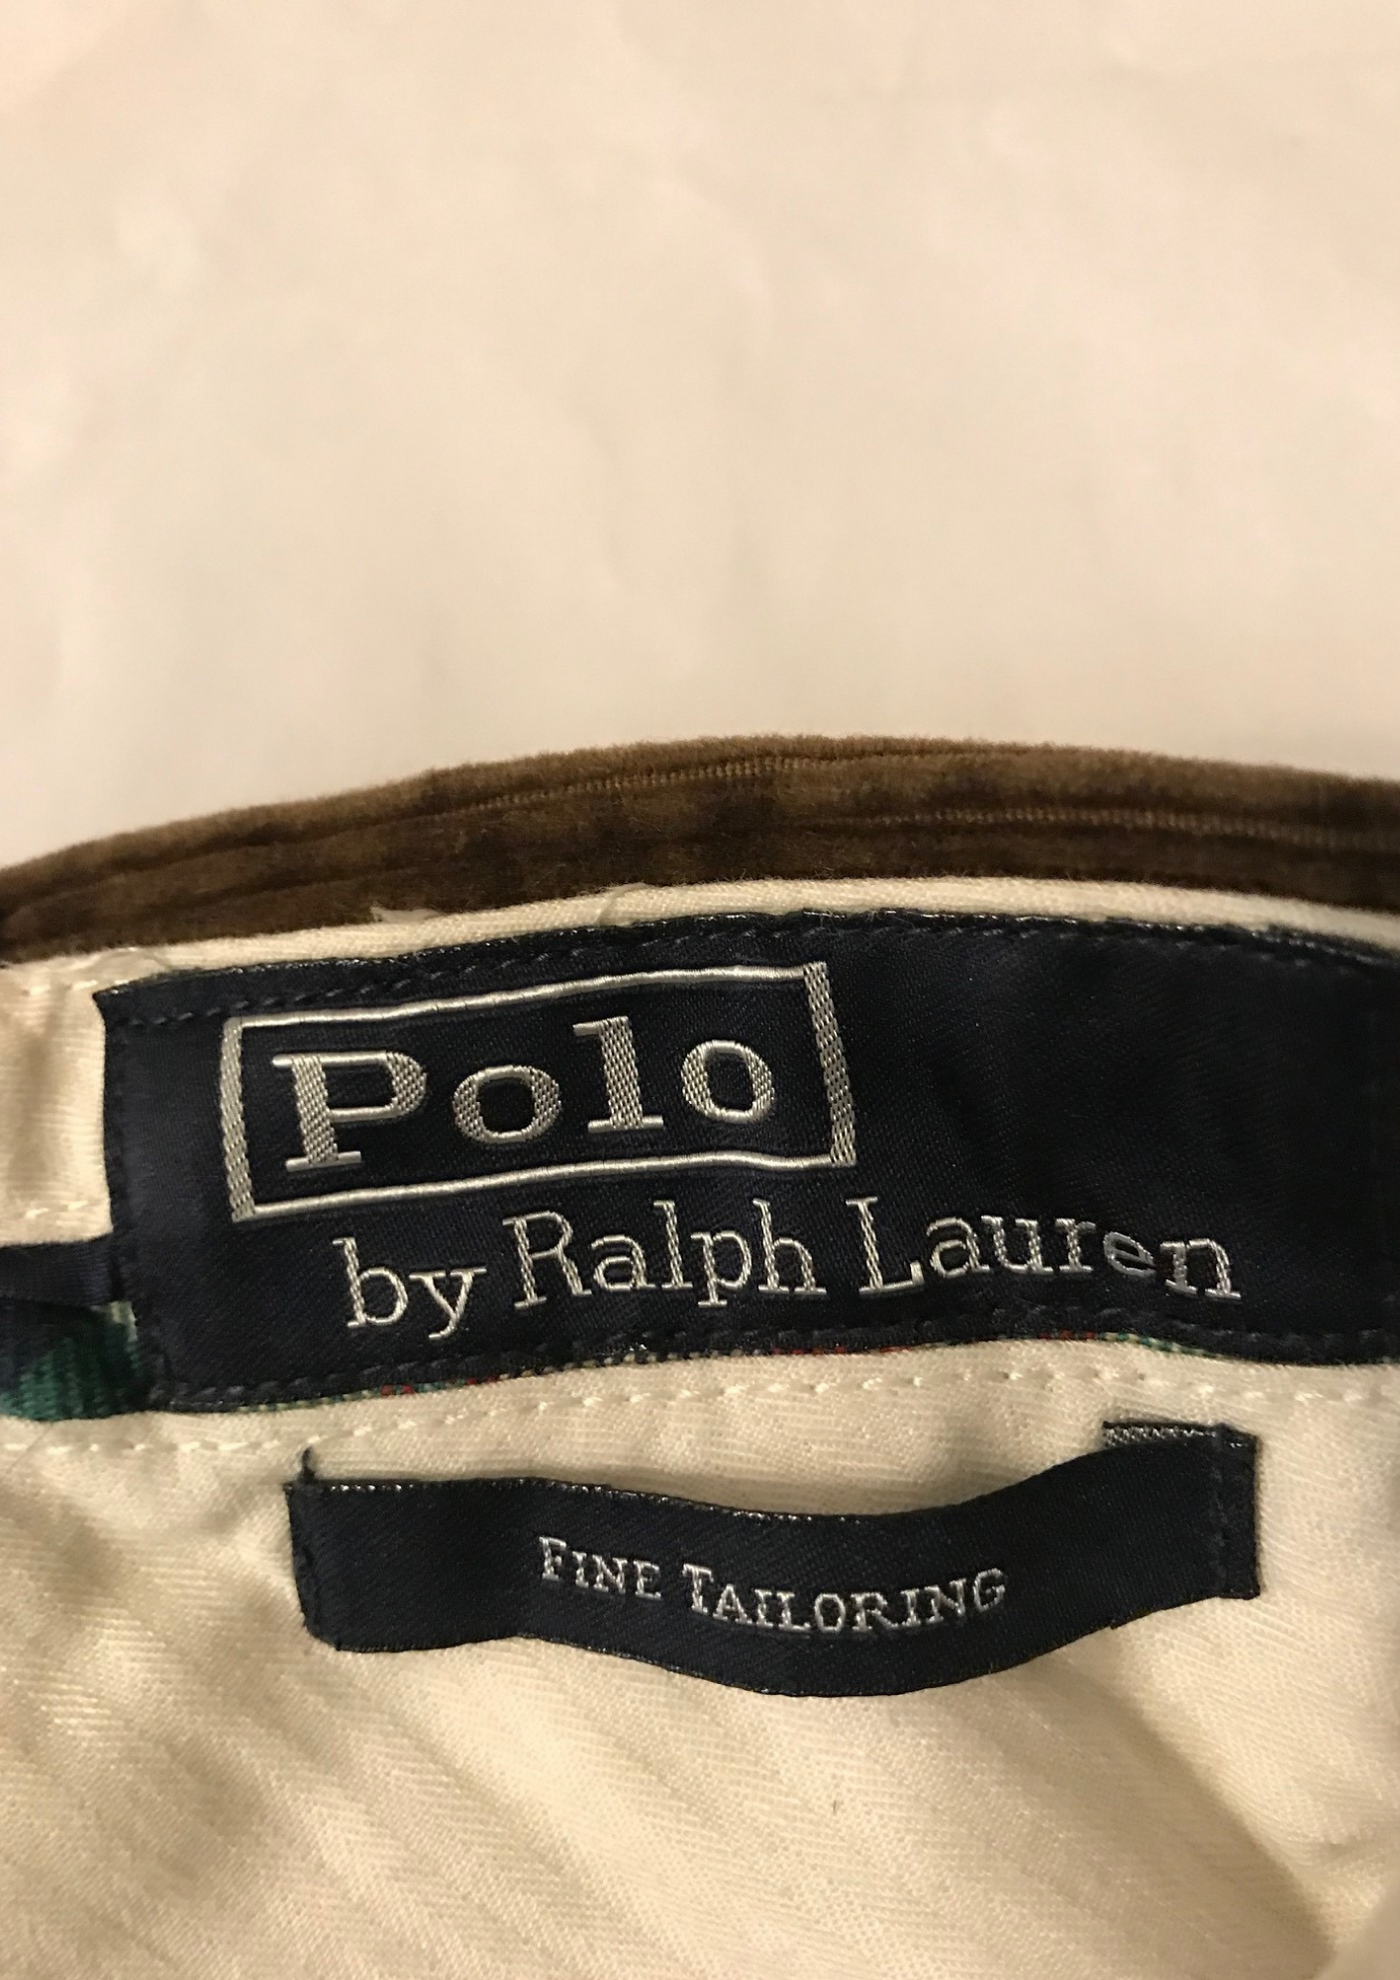 Polo
by Ralph Lauren
FINE TAILORING